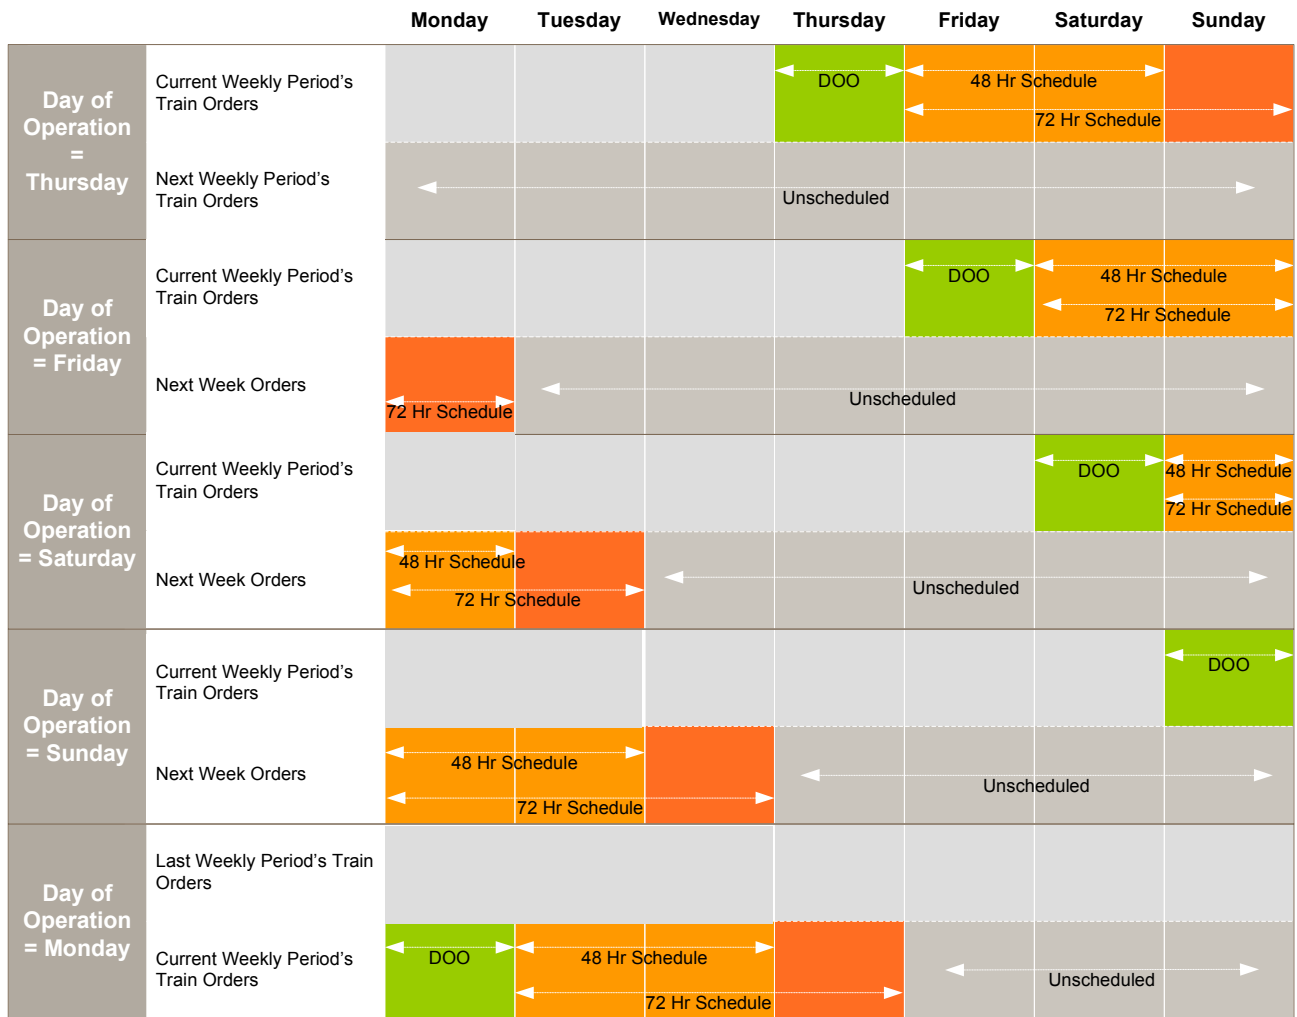 Monday Tuesday Wednesday Thursday Friday Saturday Sunday
Day of
Operation
=
Thursday
Current Weekly Period's
Train Orders
DOO
48 Hr Schedule
72 Hr Schedule
Next Weekly Period's
Train Orders
Unscheduled
Day of
Operation
= Friday
Current Weekly Period's
Train Orders
DOO
48 Hr Schedule
72 Hr Schedule
Next Week Orders
72 Hr Schedule
Unscheduled
Day of
Operation
= Saturday
Current Weekly Period's
Train Orders
DOO
48 Hr Schedule
72 Hr Schedule
Next Week Orders
48 Hr Schedule
72 Hr Schedule
Unscheduled
Day of
Operation
= Sunday
Current Weekly Period's
Train Orders
DOO
Next Week Orders
48 Hr Schedule
72 Hr Schedule
Unscheduled
Day of
Operation
= Monday
Last Weekly Period's Train
Orders
Current Weekly Period's
Train Orders
DOO
48 Hr Schedule
72 Hr Schedule
Unscheduled